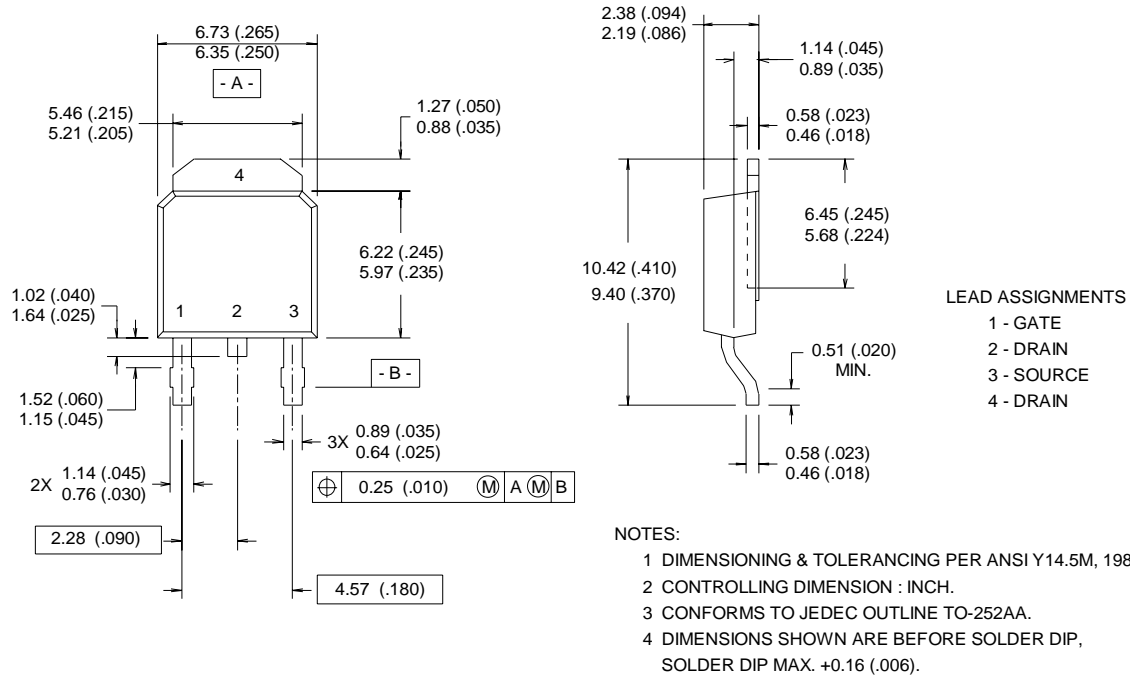 6.73 (.265)
6.35 (.250)
- A -
5.46 (.215)
5.21 (.205)
1.27 (.050)
0.88 (.035)
4
6.22 (.245)
5.97 (.235)
1.02 (.040)
1.64 (.025)
1 2 3
- B -
1.52 (.060)
1.15 (.045)
3X 0.89 (.035)
0.64 (.025)
2X 1.14 (.045)
0.76 (.030)
⌖ 0.25 (.010) Ⓜ A Ⓜ B
2.28 (.090)
4.57 (.180)
2.38 (.094)
2.19 (.086)
1.14 (.045)
0.89 (.035)
0.58 (.023)
0.46 (.018)
6.45 (.245)
5.68 (.224)
10.42 (.410)
9.40 (.370)
0.51 (.020)
MIN.
0.58 (.023)
0.46 (.018)
LEAD ASSIGNMENTS
1 - GATE
2 - DRAIN
3 - SOURCE
4 - DRAIN
NOTES:
1 DIMENSIONING & TOLERANCING PER ANSI Y14.5M, 198
2 CONTROLLING DIMENSION : INCH.
3 CONFORMS TO JEDEC OUTLINE TO-252AA.
4 DIMENSIONS SHOWN ARE BEFORE SOLDER DIP,
SOLDER DIP MAX. +0.16 (.006).